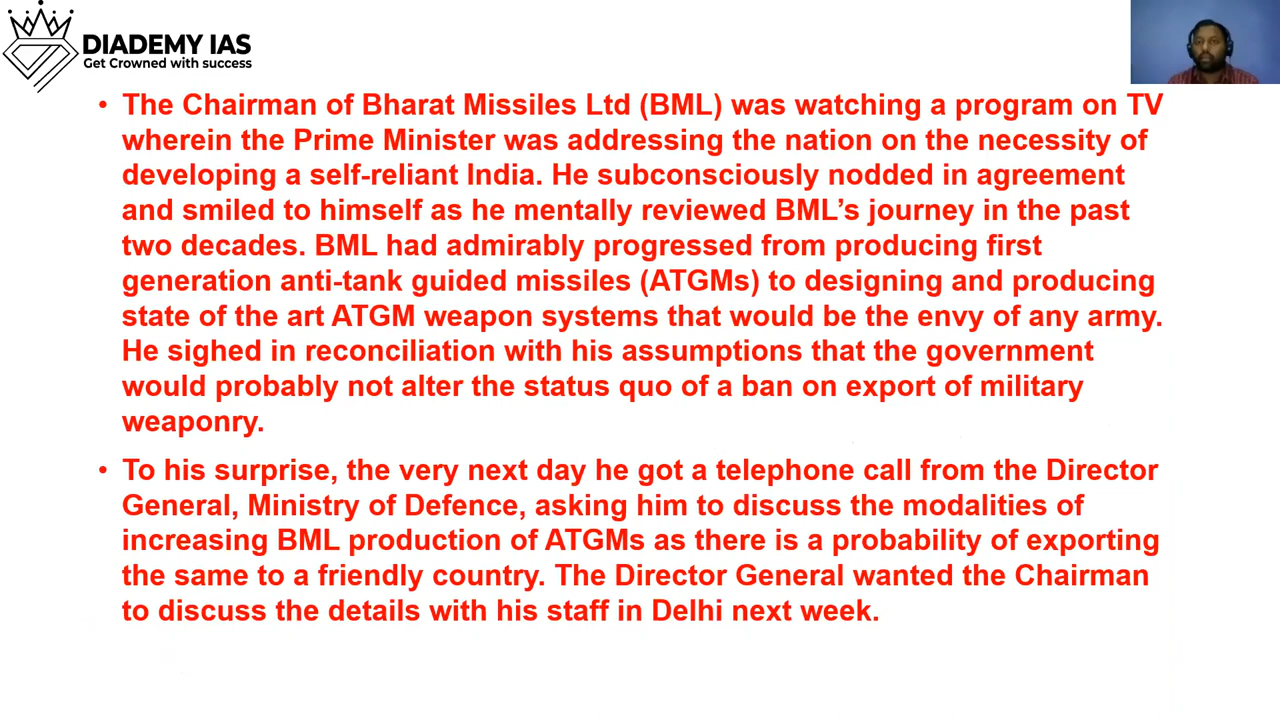 DIADEMY IAS
Get Crowned with success
• The Chairman of Bharat Missiles Ltd (BML) was watching a program on TV
wherein the Prime Minister was addressing the nation on the necessity of
developing a self-reliant India. He subconsciously nodded in agreement
and smiled to himself as he mentally reviewed BML’s journey in the past
two decades. BML had admirably progressed from producing first
generation anti-tank guided missiles (ATGMs) to designing and producing
state of the art ATGM weapon systems that would be the envy of any army.
He sighed in reconciliation with his assumptions that the government
would probably not alter the status quo of a ban on export of military
weaponry.
• To his surprise, the very next day he got a telephone call from the Director
General, Ministry of Defence, asking him to discuss the modalities of
increasing BML production of ATGMs as there is a probability of exporting
the same to a friendly country. The Director General wanted the Chairman
to discuss the details with his staff in Delhi next week.